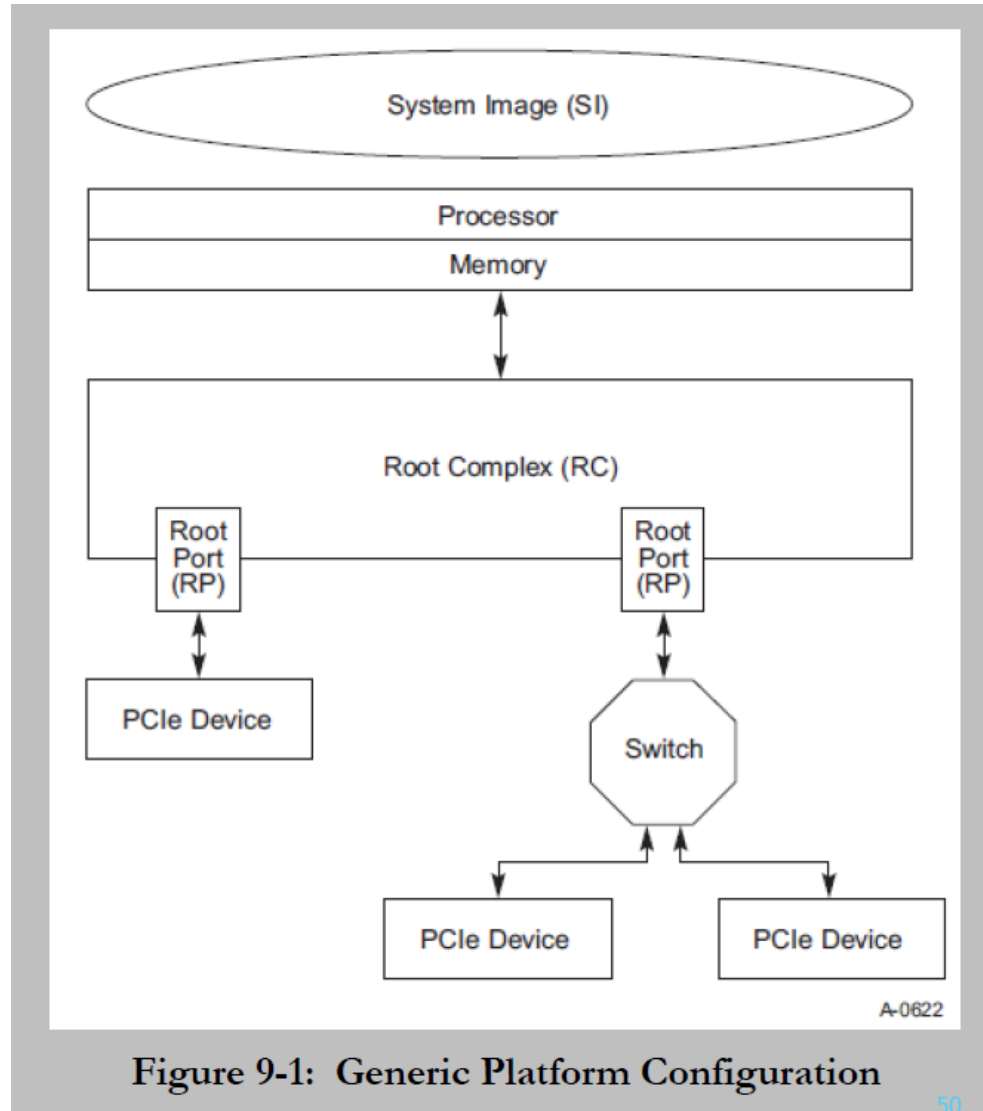 System Image (SI)
Processor
Memory
Root Complex (RC)
Root
Port
(RP)
Root
Port
(RP)
PCIe Device
Switch
PCIe Device
PCIe Device
A-0622
Figure 9-1: Generic Platform Configuration
50